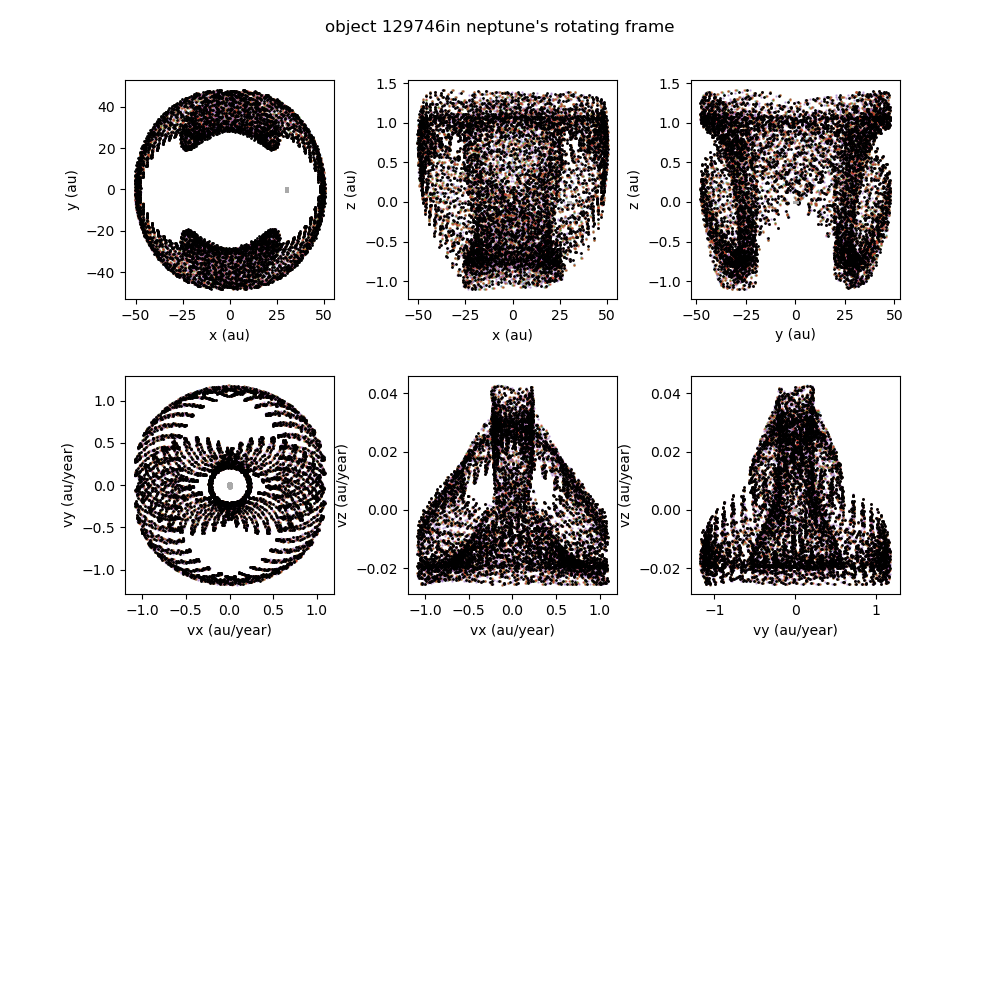 object 129746in neptune's rotating frame
1.5 1.5
40 1.0 1.0
20 0.5 0.5
y (au) 0 z (au) 0.0 z (au) 0.0
−20 −0.5 −0.5
−40 −1.0 −1.0
−50 −25 0 25 50 −50 −25 0 25 50 −50 −25 0 25 50
x (au) x (au) y (au)
1.0 0.04 0.04
0.5 0.02 0.02
vy (au/year) 0.0 vz (au/year) 0.00 vz (au/year) 0.00
−0.5
−1.0 −0.02 −0.02
−1.0 −0.5 0.0 0.5 1.0 −1.0 −0.5 0.0 0.5 1.0 −1 0 1
vx (au/year) vx (au/year) vy (au/year)